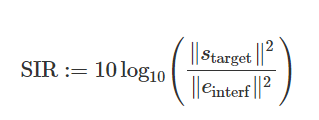 SIR := 10 log₁₀ ( ‖s_target‖² / ‖e_interf‖² )